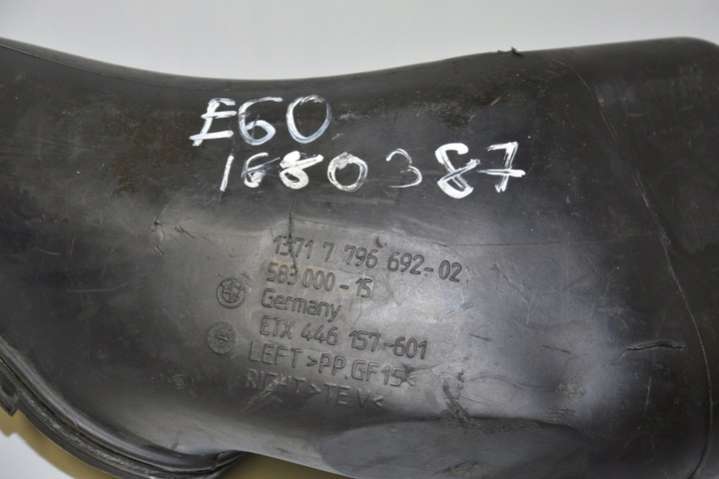 E60
1680387
1371 7 796 692-02
583 000-15
Germany
ETX 446 157-601
LEFT >PP GF15<
RIGHT >TEV<